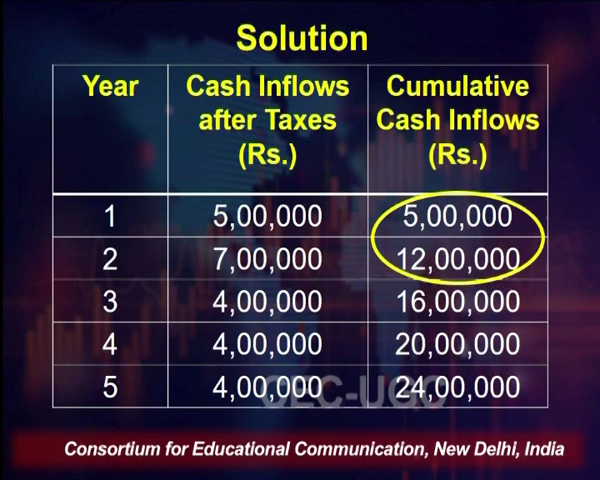 Solution
Year Cash Inflows after Taxes (Rs.) Cumulative Cash Inflows (Rs.)
1 5,00,000 5,00,000
2 7,00,000 12,00,000
3 4,00,000 16,00,000
4 4,00,000 20,00,000
5 4,00,000 24,00,000
CEC-UGC
Consortium for Educational Communication, New Delhi, India